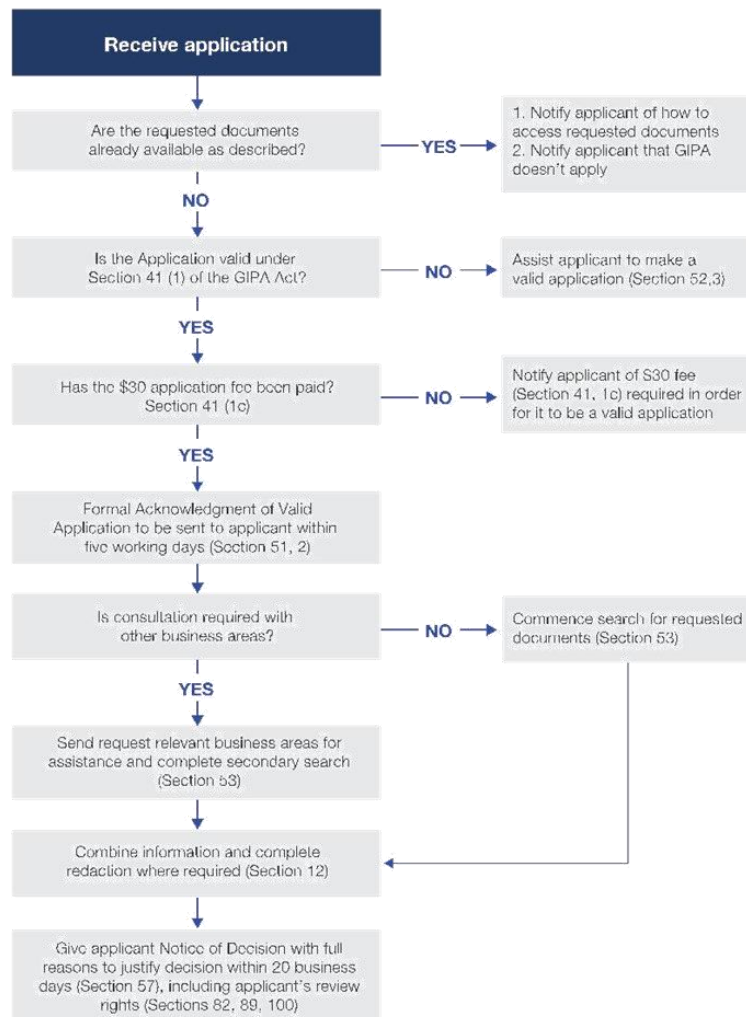 Receive application
Are the requested documents
already available as described?
YES
1. Notify applicant of how to
access requested documents
2. Notify applicant that GIPA
doesn't apply
NO
Is the Application valid under
Section 41 (1) of the GIPA Act?
NO
Assist applicant to make a
valid application (Section 52,3)
YES
Has the $30 application fee been paid?
Section 41 (1c)
NO
Notify applicant of $30 fee
(Section 41, 1c) required in order
for it to be a valid application
YES
Formal Acknowledgment of Valid
Application to be sent to applicant within
five working days (Section 51, 2)
Is consultation required with
other business areas?
NO
Commence search for requested
documents (Section 53)
YES
Send request relevant business areas for
assistance and complete secondary search
(Section 53)
Combine information and complete
redaction where required (Section 12)
Give applicant Notice of Decision with full
reasons to justify decision within 20 business
days (Section 57), including applicant's review
rights (Sections 82, 89, 100)